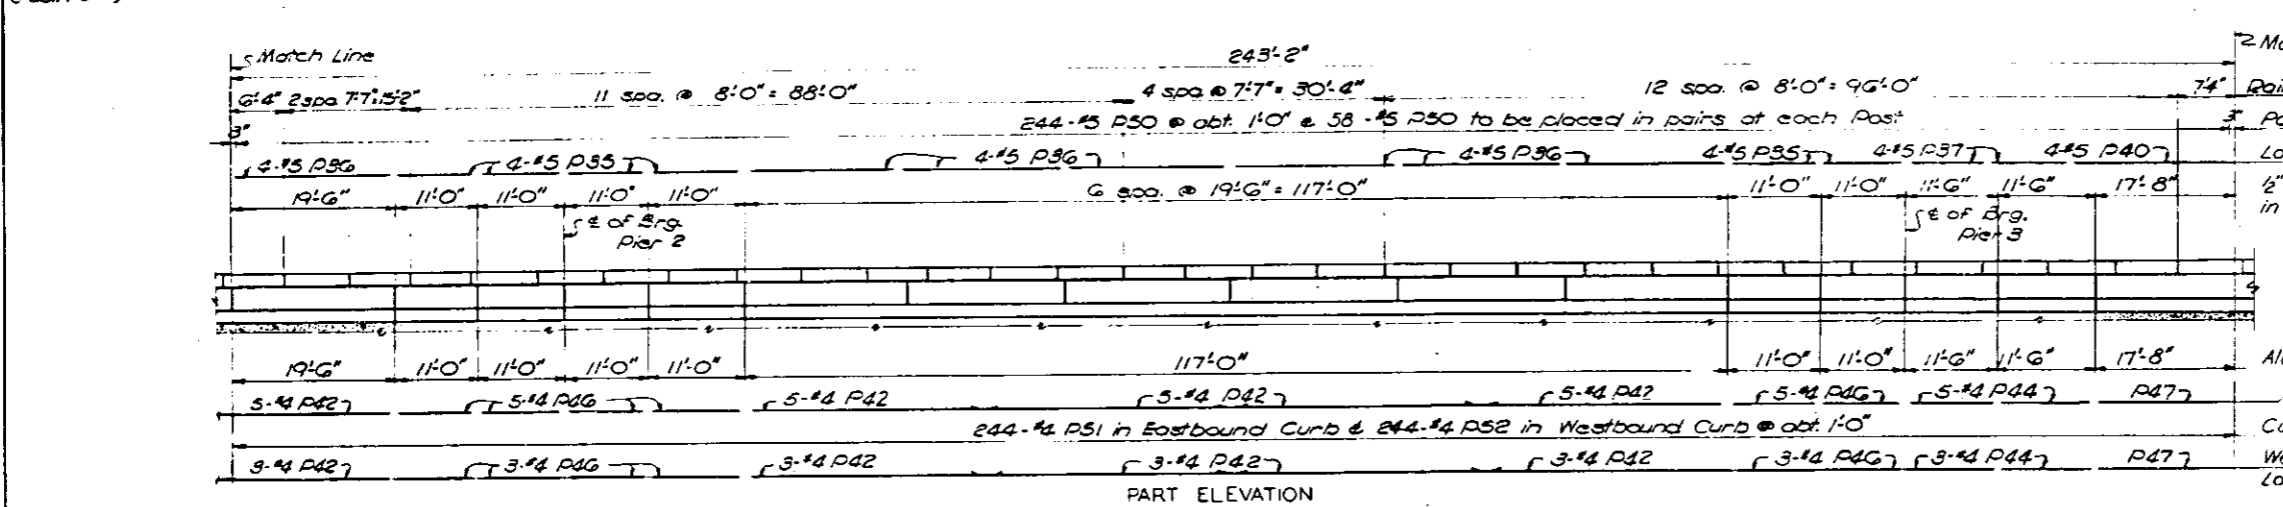 Match Line
243'-2"
6'-4" 2 spa 7'-7"=15'-2" 11 spa. @ 8'-0" = 88'-0" 4 spa @ 7'-7" = 30'-4" 12 spa. @ 8'-0" = 96'-0" 7'4"
3" 244-#5 P50 @ abt. 1'-0" & 58-#5 P50 to be placed in pairs at each Post 3"
4-#5 P36 4-#5 P35 4-#5 P36 4-#5 P36 4-#5 P35 4-#5 P37 4-#5 P40
19'-6" 11'-0" 11'-0" 11'-0" 11'-0" 6 spa. @ 19'-6" = 117'-0" 11'-0" 11'-0" 11'-6" 11'-6" 17'-8" ½"
℄ of Brg. ℄ of Brg. in
Pier 2 Pier 3
19'-6" 11'-0" 11'-0" 11'-0" 11'-0" 117'-0" 11'-0" 11'-0" 11'-6" 11'-6" 17'-8"
5-#4 P42 5-#4 P46 5-#4 P42 5-#4 P42 5-#4 P42 5-#4 P46 5-#4 P44 P47
244-#4 P51 in Eastbound Curb & 244-#4 P52 in Westbound Curb @ abt. 1'-0"
3-#4 P42 3-#4 P46 3-#4 P42 3-#4 P42 3-#4 P42 3-#4 P46 3-#4 P44 P47
PART ELEVATION